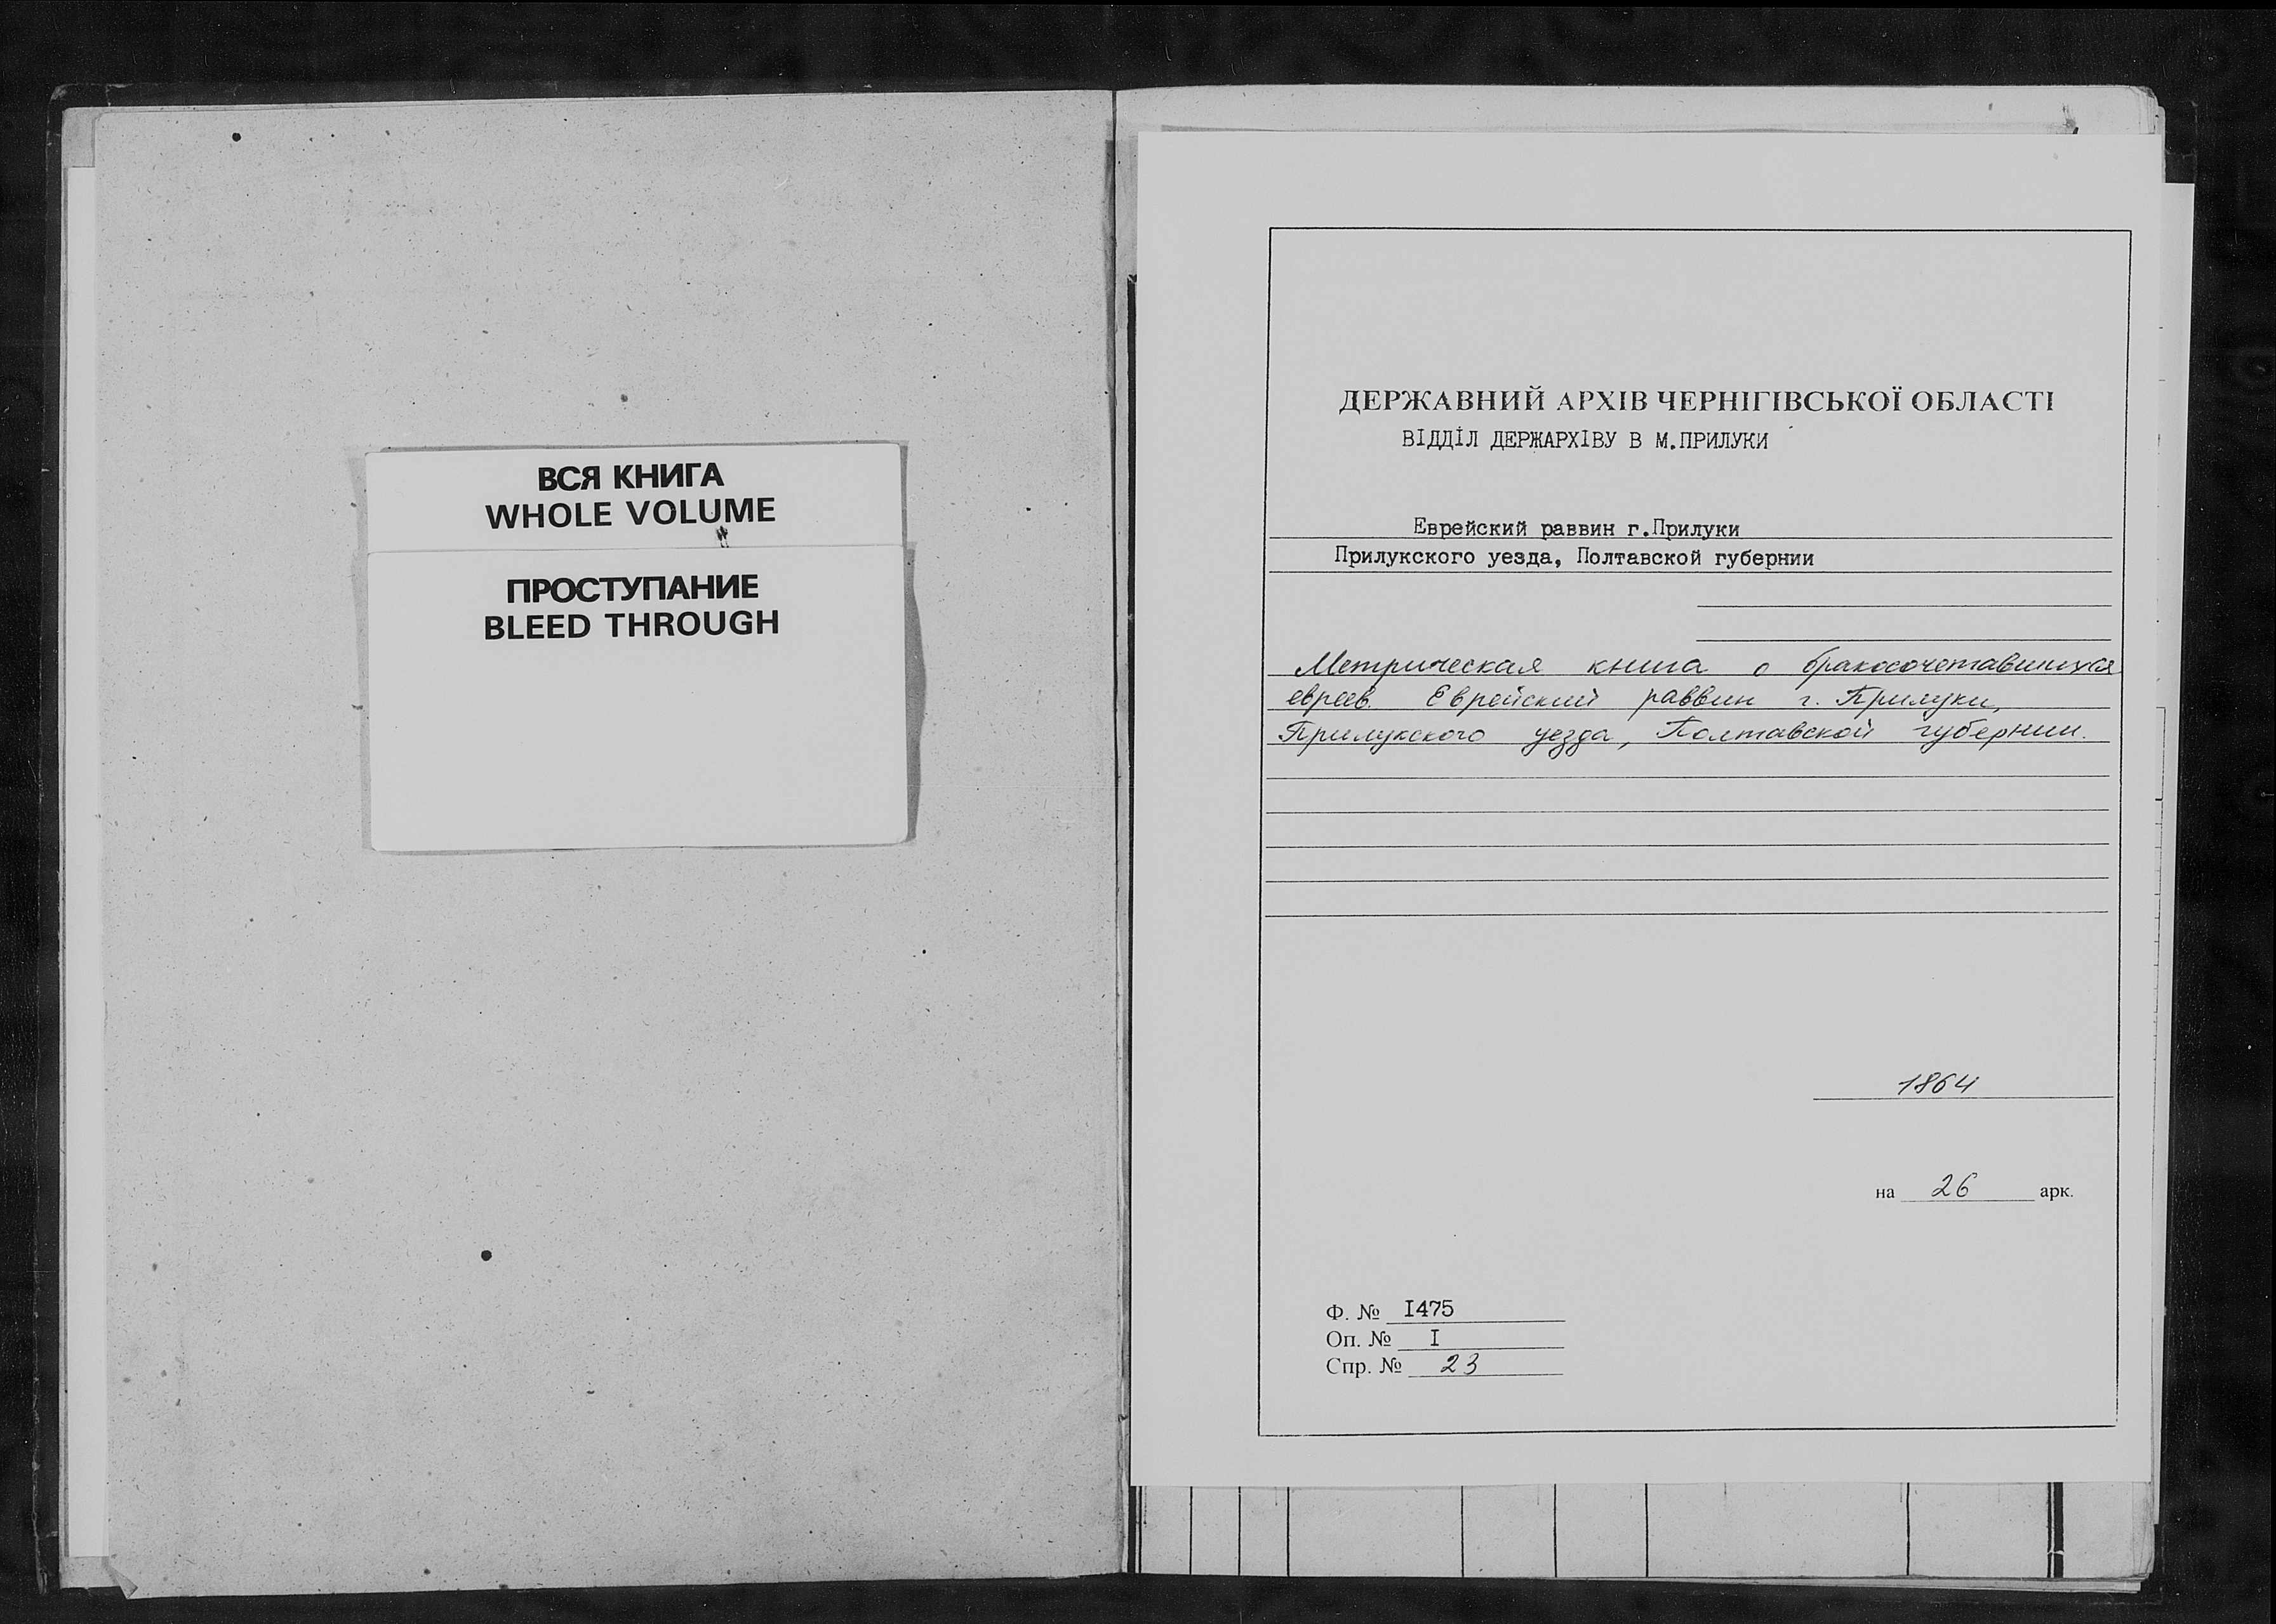 ВСЯ КНИГА
WHOLE VOLUME
ПРОСТУПАНИЕ
BLEED THROUGH
ДЕРЖАВНИЙ АРХІВ ЧЕРНІГІВСЬКОЇ ОБЛАСТІ
ВІДДІЛ ДЕРЖАРХІВУ В М.ПРИЛУКИ
Еврейский раввин г.Прилуки
Прилукского уезда, Полтавской губернии
Метрическая книга о бракосочетавшихся
евреев. Еврейский раввин г. Прилуки,
Прилукского уезда, Полтавской губернии.
1864
на 26 арк.
Ф. № I475
Оп. № I
Спр. № 23